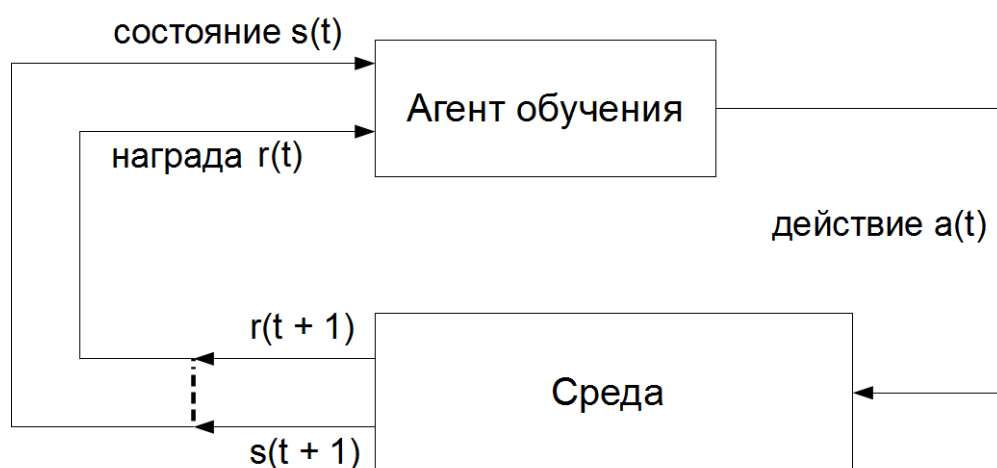 состояние s(t)
Агент обучения
награда r(t)
действие a(t)
r(t + 1)
Среда
s(t + 1)